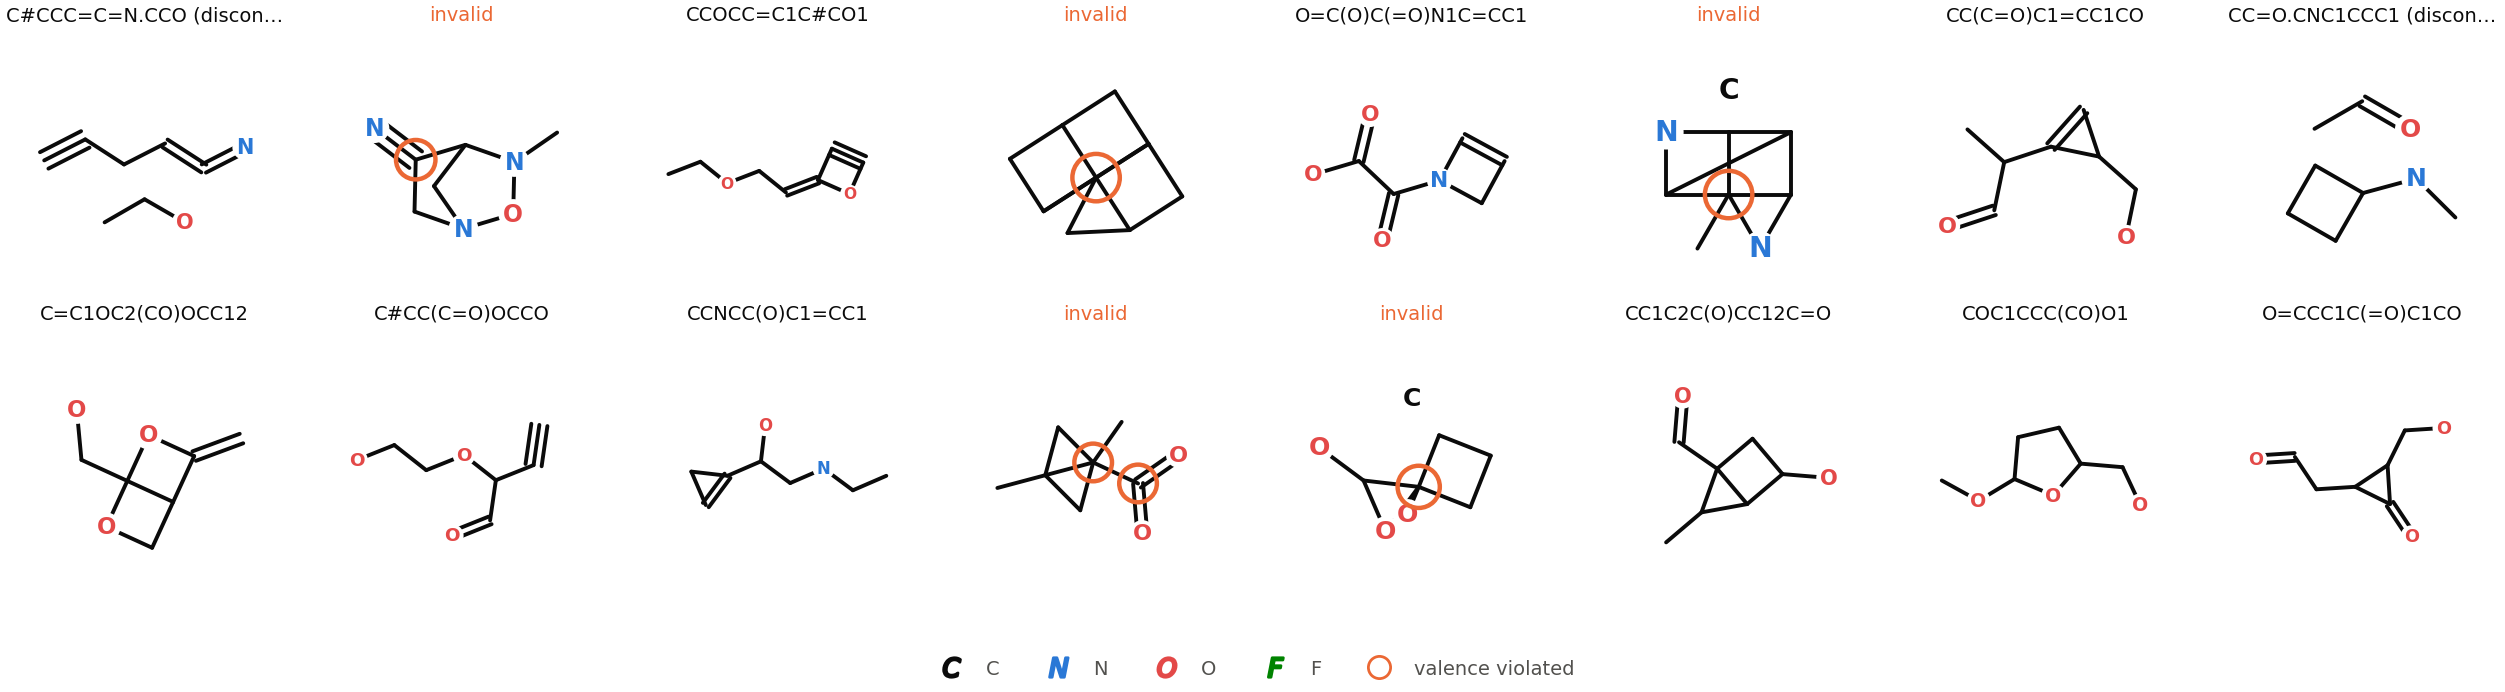 C#CCC=C=N.CCO (discon...
invalid
CCOCC=C1C#CO1
invalid
O=C(O)C(=O)N1C=CC1
invalid
CC(C=O)C1=CC1CO
CC=O.CNC1CCC1 (discon...
N
O
N
N
O
N
O
O
O
O
O
N
C
N
N
O
O
O
N
C=C1OC2(CO)OCC12
C#CC(C=O)OCCO
CCNCC(O)C1=CC1
invalid
invalid
CC1C2C(O)CC12C=O
COC1CCC(CO)O1
O=CCC1C(=O)C1CO
O
O
O
O
O
O
O
N
O
O
C
O
O
O
O
O
O
O
O
O
O
O
C C N N O O F F valence violated